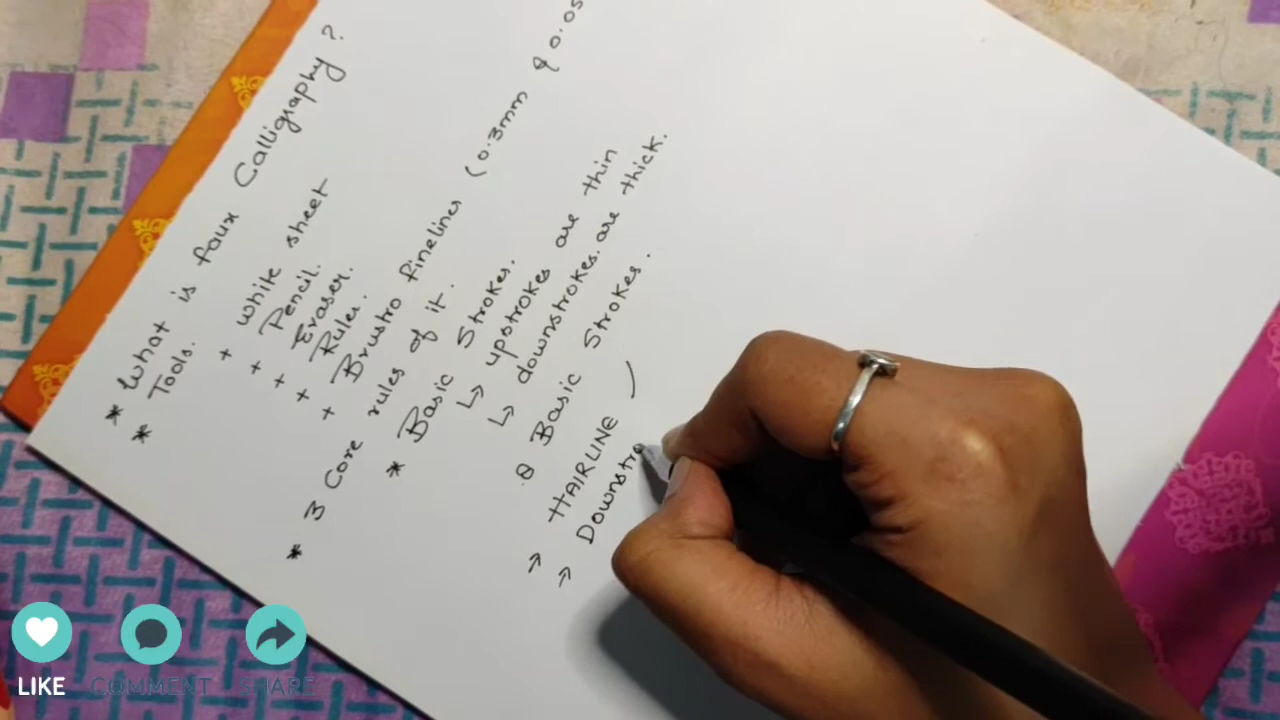 * What is faux Calligraphy ?
* Tools.
+ White sheet
+ Pencil.
+ Eraser.
+ Ruler.
+ Brustro fineliner (0.3mm & 0.05
* 3 Core rules of it.
* Basic Strokes.
↳ upstrokes are thin
↳ downstrokes. are thick.
Basic Strokes.
→ HAIRLINE
→ Downstro
LIKE
COMMENT
SHARE